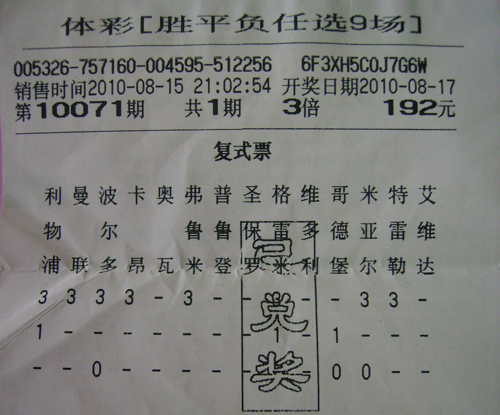 体彩[胜平负任选9场]
005326-757160-004595-512256 6F3XH5C0J7G6W
销售时间2010-08-15 21:02:54 开奖日期2010-08-17
第10071期 共1期 3倍 192元
复式票
利 曼 波 卡 奥 弗 普 圣 格 维 哥 米 特 艾
物 尔 鲁 鲁 保 雷 多 德 亚 雷 维
浦 联 多 昂 瓦 米 登 罗 米 利 堡 尔 勒 达
3 3 3 3 - 3 - - - - - 3 3 -
1 - - - - - - - 1 - 1 - - -
- - 0 - - - - - - - 0 0 - -
已兑奖